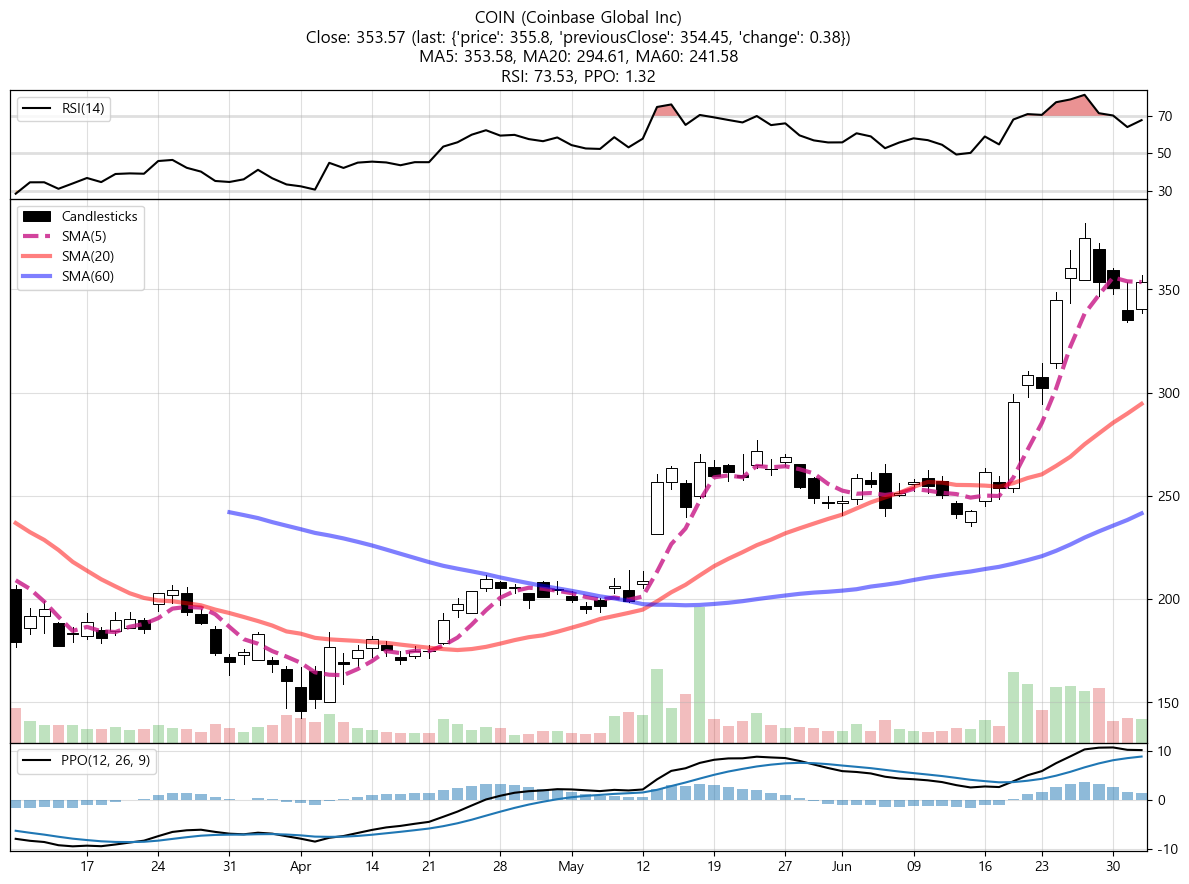 COIN (Coinbase Global Inc)
Close: 353.57 (last: {'price': 355.8, 'previousClose': 354.45, 'change': 0.38})
MA5: 353.58, MA20: 294.61, MA60: 241.58
RSI: 73.53, PPO: 1.32
RSI(14)
70
50
30
Candlesticks
SMA(5)
SMA(20)
SMA(60)
350
300
250
200
150
PPO(12, 26, 9)
10
0
-10
17 24 31 Apr 14 21 28 May 12 19 27 Jun 09 16 23 30